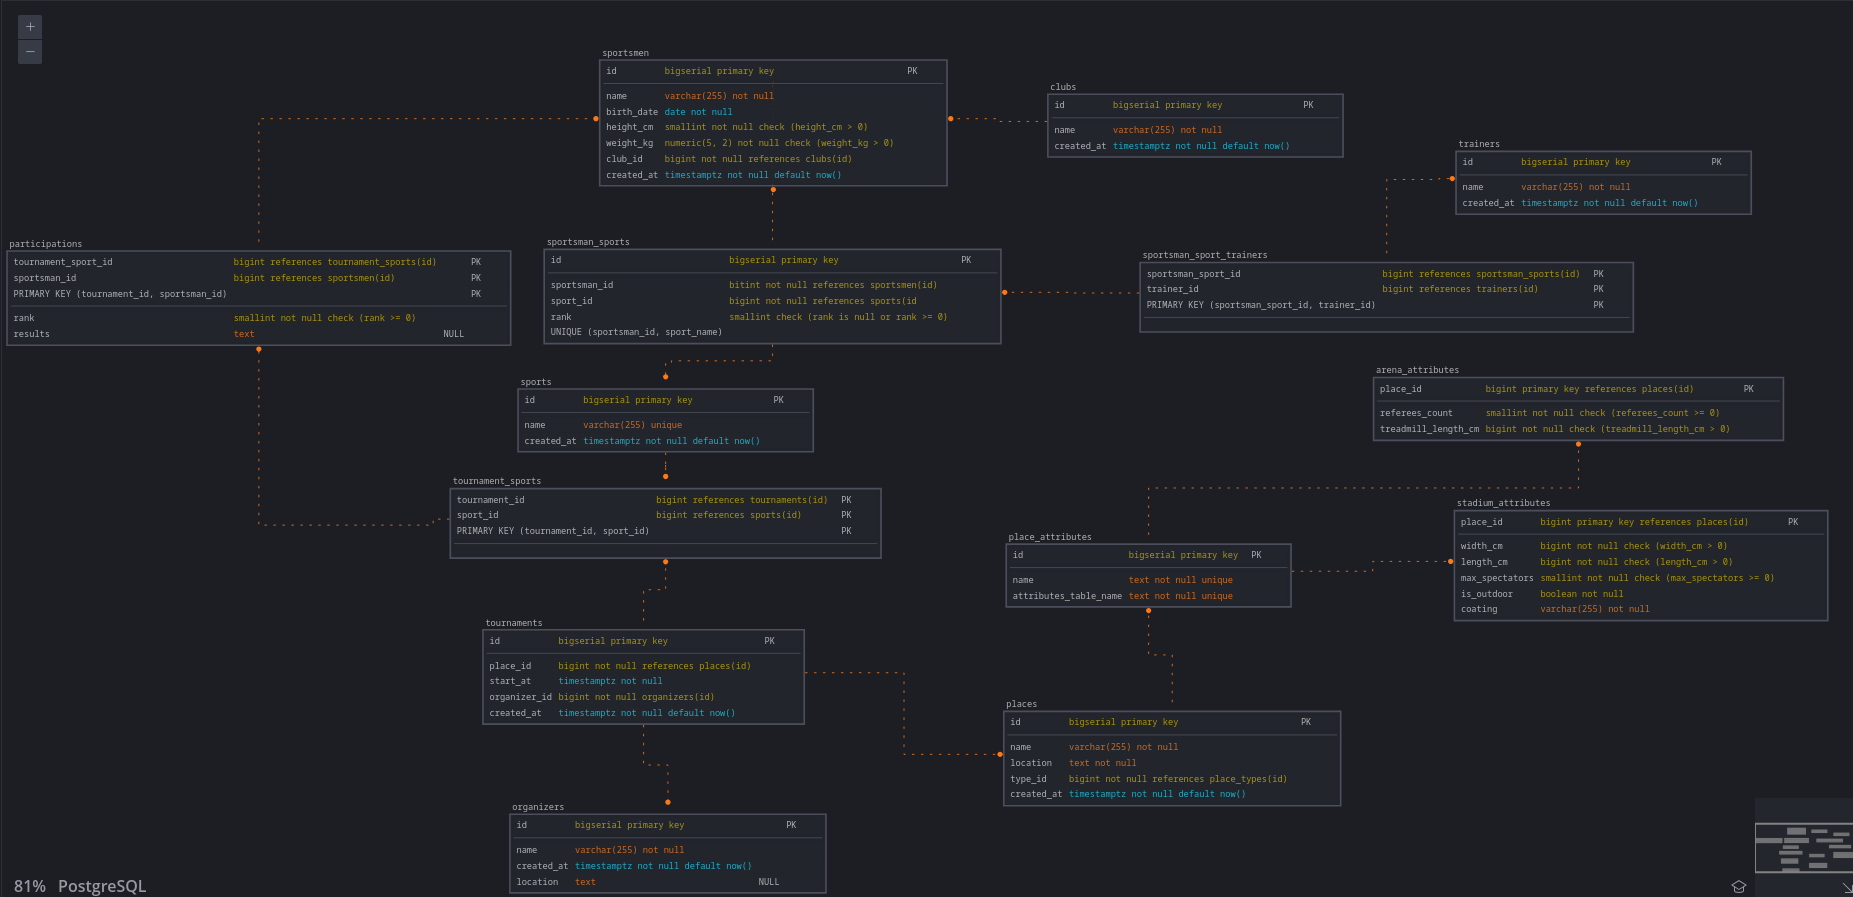 +
−
sportsmen
id bigserial primary key PK
name varchar(255) not null
birth_date date not null
height_cm smallint not null check (height_cm > 0)
weight_kg numeric(5, 2) not null check (weight_kg > 0)
club_id bigint not null references clubs(id)
created_at timestamptz not null default now()
clubs
id bigserial primary key PK
name varchar(255) not null
created_at timestamptz not null default now()
trainers
id bigserial primary key PK
name varchar(255) not null
created_at timestamptz not null default now()
participations
tournament_sport_id bigint references tournament_sports(id) PK
sportsman_id bigint references sportsmen(id) PK
PRIMARY KEY (tournament_id, sportsman_id) PK
rank smallint not null check (rank >= 0)
results text NULL
sportsman_sports
id bigserial primary key PK
sportsman_id bitint not null references sportsmen(id)
sport_id bigint not null references sports(id
rank smallint check (rank is null or rank >= 0)
UNIQUE (sportsman_id, sport_name)
sportsman_sport_trainers
sportsman_sport_id bigint references sportsman_sports(id) PK
trainer_id bigint references trainers(id) PK
PRIMARY KEY (sportsman_sport_id, trainer_id) PK
sports
id bigserial primary key PK
name varchar(255) unique
created_at timestamptz not null default now()
arena_attributes
place_id bigint primary key references places(id) PK
referees_count smallint not null check (referees_count >= 0)
treadmill_length_cm bigint not null check (treadmill_length_cm > 0)
tournament_sports
tournament_id bigint references tournaments(id) PK
sport_id bigint references sports(id) PK
PRIMARY KEY (tournament_id, sport_id) PK
stadium_attributes
place_id bigint primary key references places(id) PK
width_cm bigint not null check (width_cm > 0)
length_cm bigint not null check (length_cm > 0)
max_spectators smallint not null check (max_spectators >= 0)
is_outdoor boolean not null
coating varchar(255) not null
place_attributes
id bigserial primary key PK
name text not null unique
attributes_table_name text not null unique
tournaments
id bigserial primary key PK
place_id bigint not null references places(id)
start_at timestamptz not null
organizer_id bigint not null organizers(id)
created_at timestamptz not null default now()
places
id bigserial primary key PK
name varchar(255) not null
location text not null
type_id bigint not null references place_types(id)
created_at timestamptz not null default now()
organizers
id bigserial primary key PK
name varchar(255) not null
created_at timestamptz not null default now()
location text NULL
81% PostgreSQL